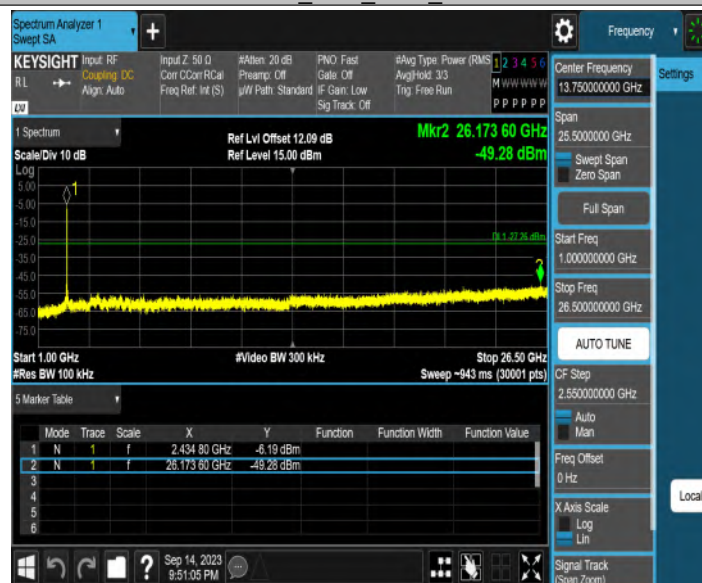 Spectrum Analyzer 1
Swept SA
+
Frequency
KEYSIGHT
Input: RF
Input Z: 50 Ω
#Atten: 20 dB
PNO: Fast
#Avg Type: Power (RMS
1 2 3 4 5 6
RL
Coupling: DC
Corr CCorr RCal
Preamp: Off
Gate: Off
Avg|Hold: 3/3
M W W W W W
Align: Auto
Freq Ref: Int (S)
µW Path: Standard
IF Gain: Low
Trig: Free Run
Sig Track: Off
P P P P P P
LXI
1 Spectrum
Ref Lvl Offset 12.09 dB
Mkr2 26.173 60 GHz
Scale/Div 10 dB
Ref Level 15.00 dBm
-49.28 dBm
Log
5.00
-5.00
-15.0
-25.0
-35.0
-45.0
-55.0
-65.0
-75.0
1
DL1 -27.26 dBm
2
Start 1.00 GHz
#Video BW 300 kHz
Stop 26.50 GHz
#Res BW 100 kHz
Sweep ~943 ms (30001 pts)
5 Marker Table
Mode Trace Scale X Y Function Function Width Function Value
1 N 1 f 2.434 80 GHz -6.19 dBm
2 N 1 f 26.173 60 GHz -49.28 dBm
3
4
5
6
?
Sep 14, 2023
9:51:05 PM
Center Frequency
13.750000000 GHz
Settings
Span
25.5000000 GHz
Swept Span
Zero Span
Full Span
Start Freq
1.000000000 GHz
Stop Freq
26.500000000 GHz
AUTO TUNE
CF Step
2.550000000 GHz
Auto
Man
Freq Offset
0 Hz
Local
X Axis Scale
Log
Lin
Signal Track
(Span Zoom)